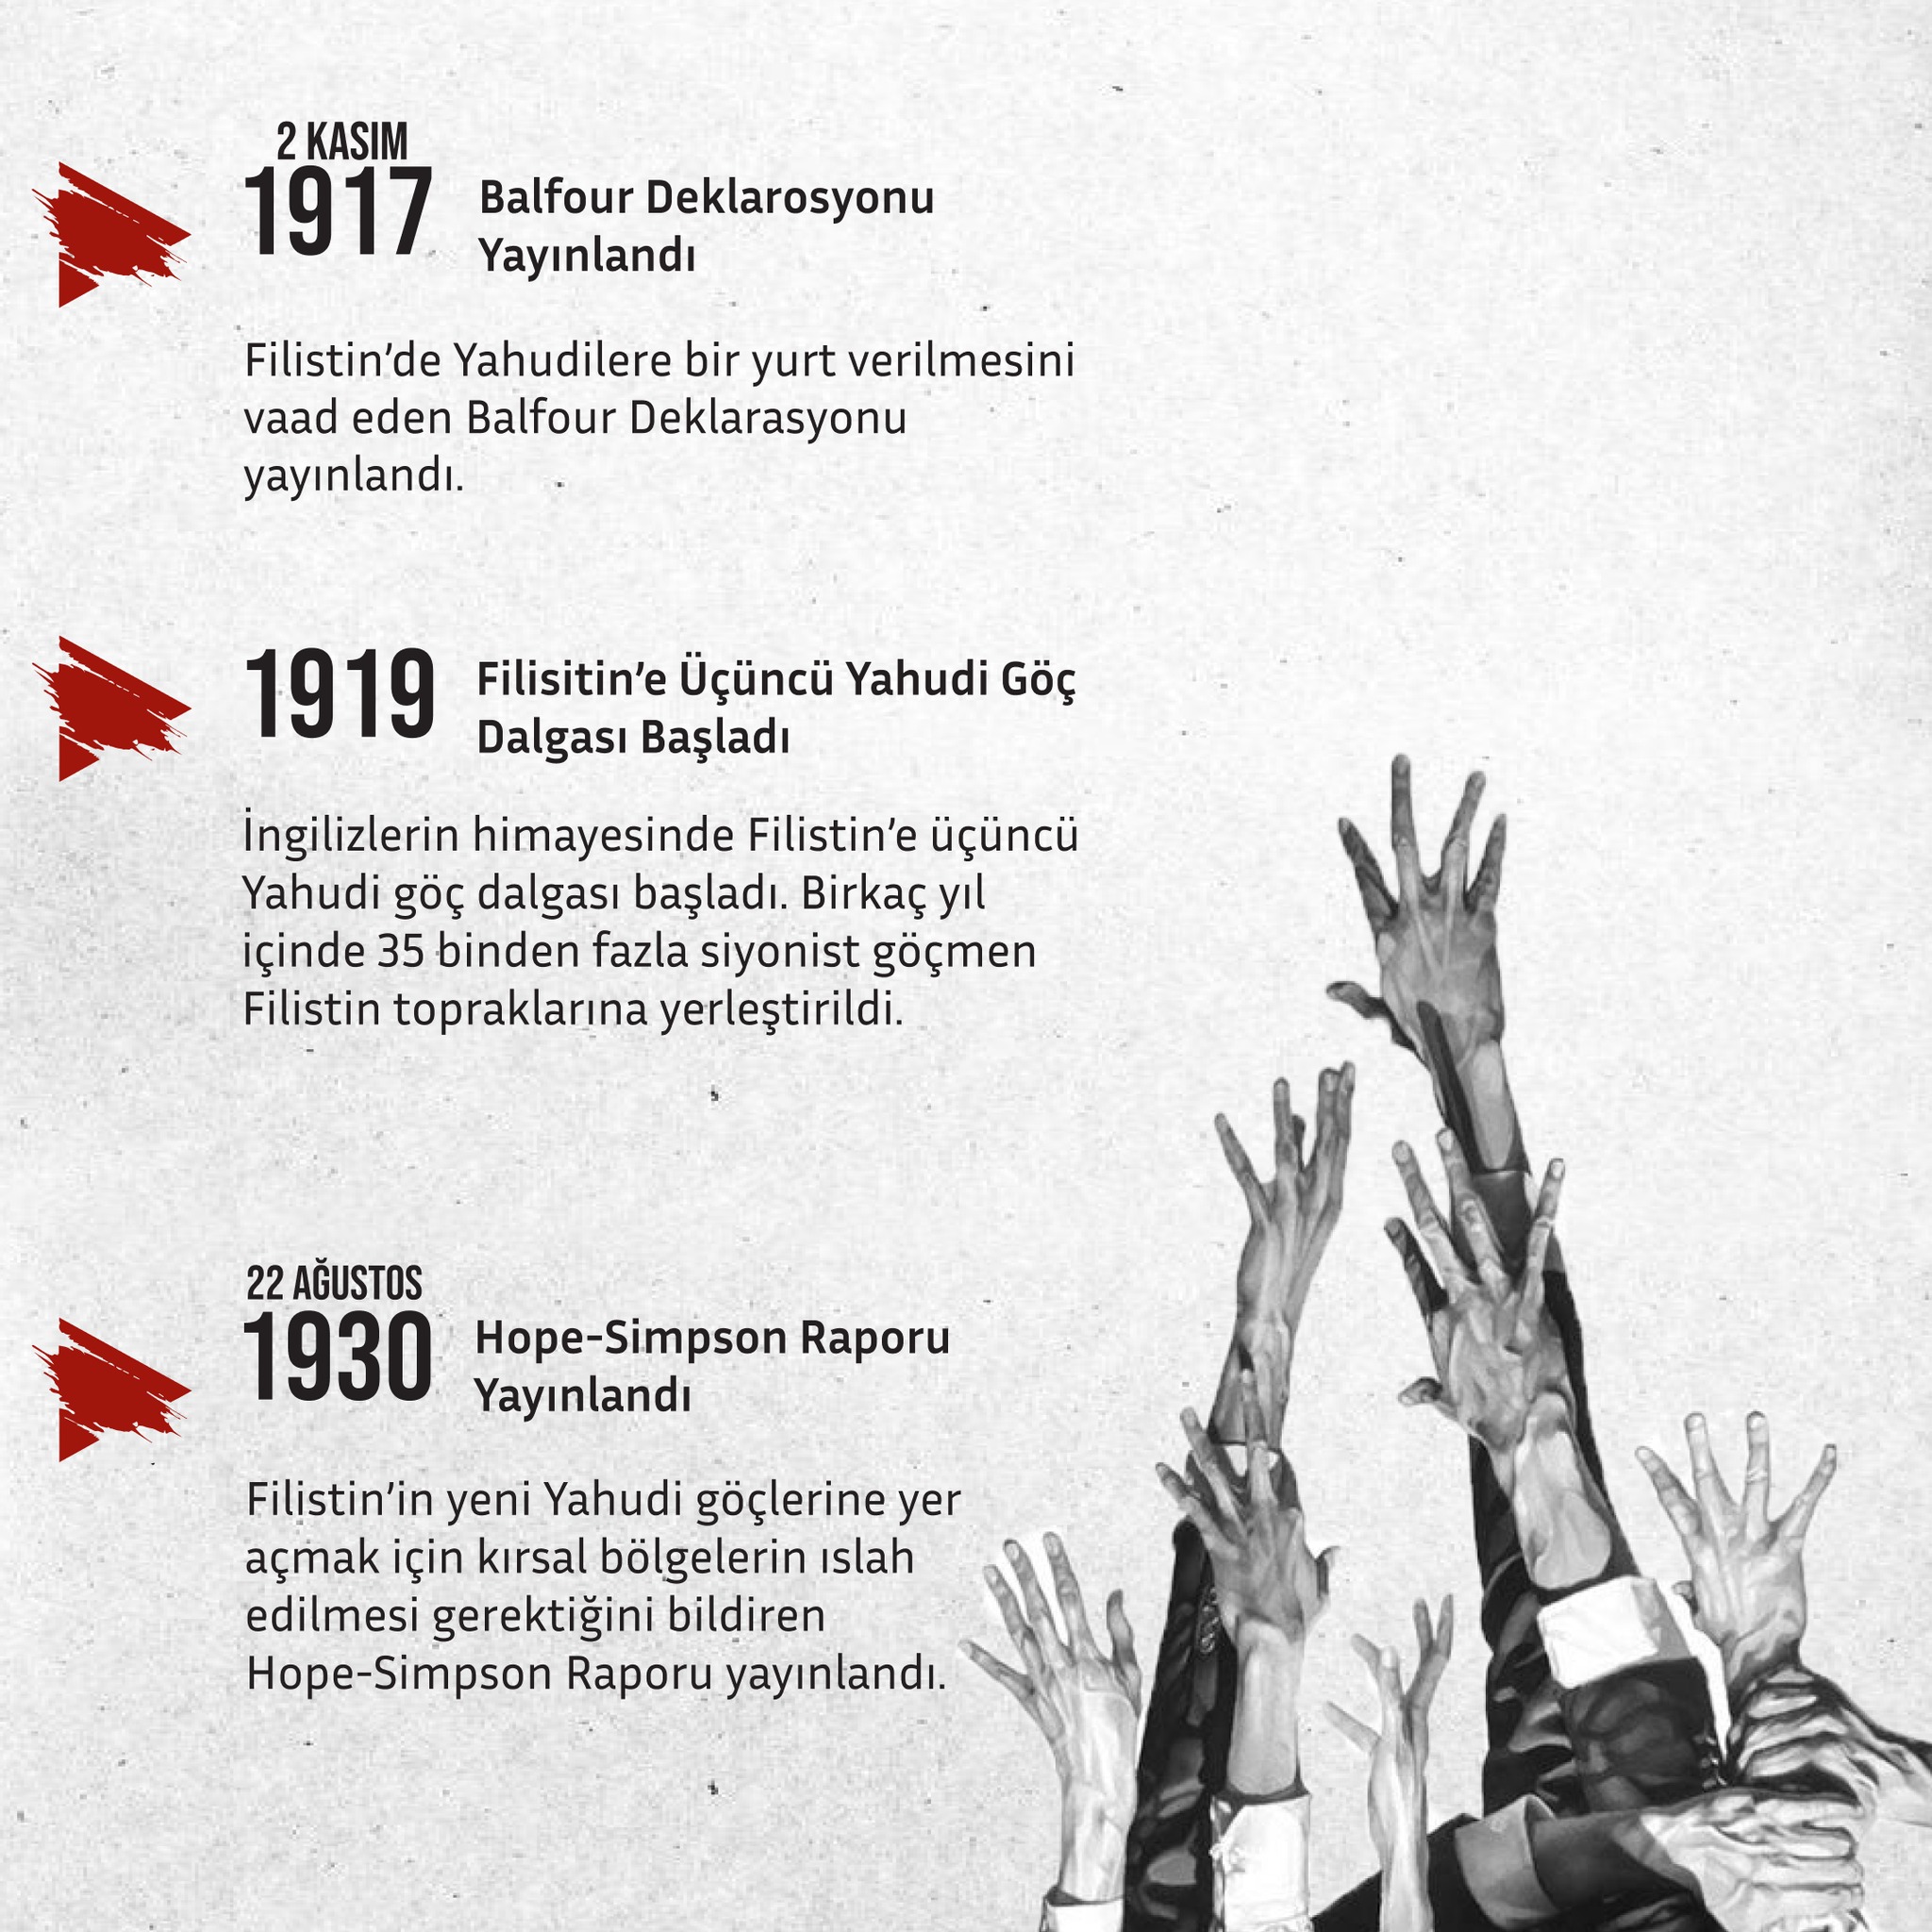 2 KASIM
1917
Balfour Deklarosyonu
Yayınlandı
Filistin’de Yahudilere bir yurt verilmesini
vaad eden Balfour Deklarasyonu
yayınlandı.
1919
Filisitin’e Üçüncü Yahudi Göç
Dalgası Başladı
İngilizlerin himayesinde Filistin’e üçüncü
Yahudi göç dalgası başladı. Birkaç yıl
içinde 35 binden fazla siyonist göçmen
Filistin topraklarına yerleştirildi.
22 AĞUSTOS
1930
Hope-Simpson Raporu
Yayınlandı
Filistin’in yeni Yahudi göçlerine yer
açmak için kırsal bölgelerin ıslah
edilmesi gerektiğini bildiren
Hope-Simpson Raporu yayınlandı.